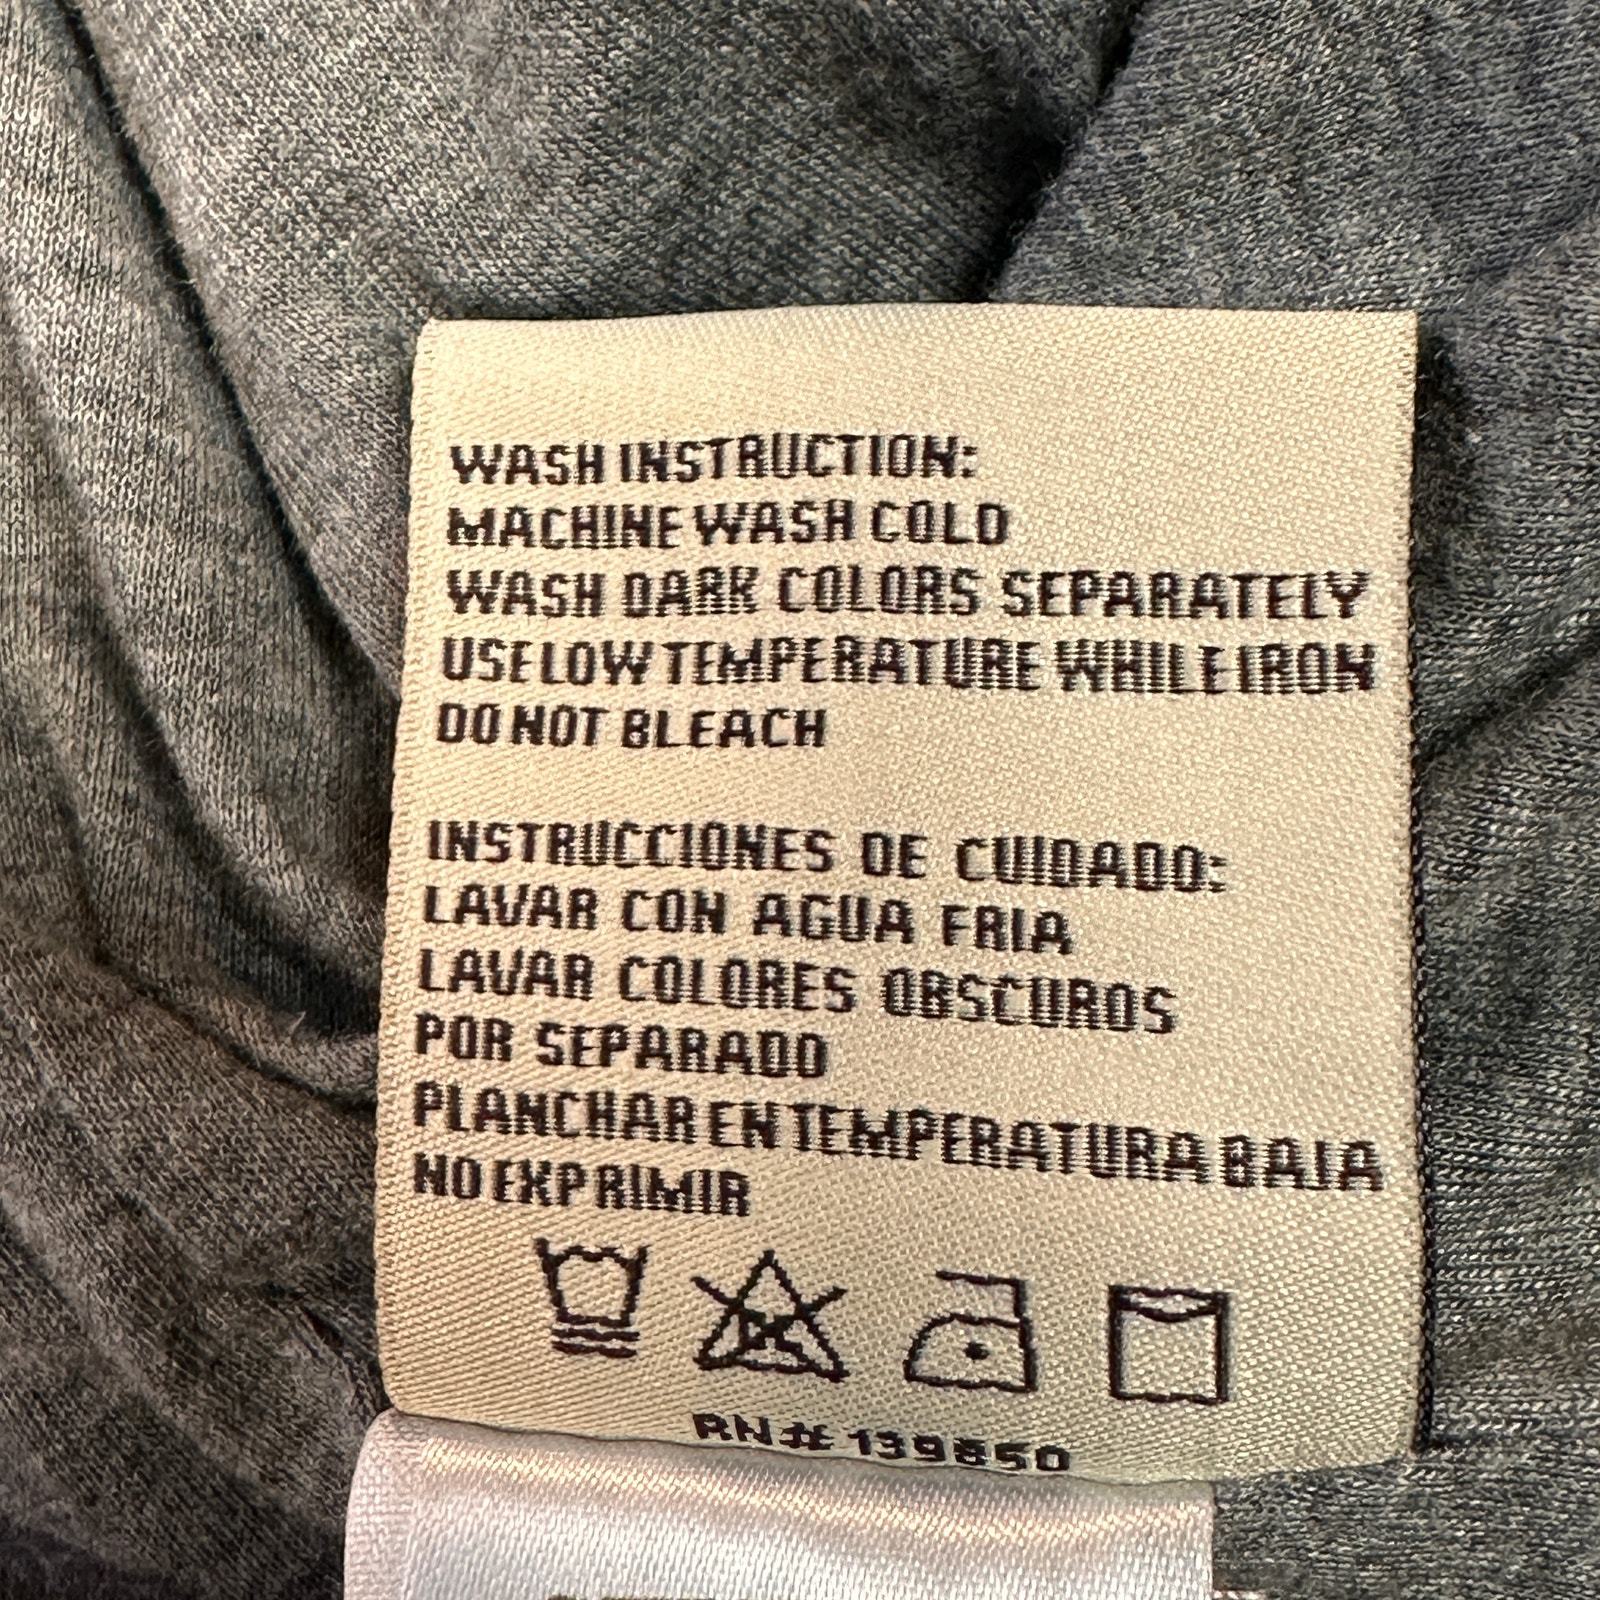 WASH INSTRUCTION:
MACHINE WASH COLD
WASH DARK COLORS SEPARATELY
USE LOW TEMPERATURE WHILE IRON
DO NOT BLEACH
INSTRUCCIONES DE CUIDADO:
LAVAR CON AGUA FRIA
LAVAR COLORES OBSCUROS
POR SEPARADO
PLANCHAR EN TEMPERATURA BAJA
NO EXPRIMIR
RN# 139850